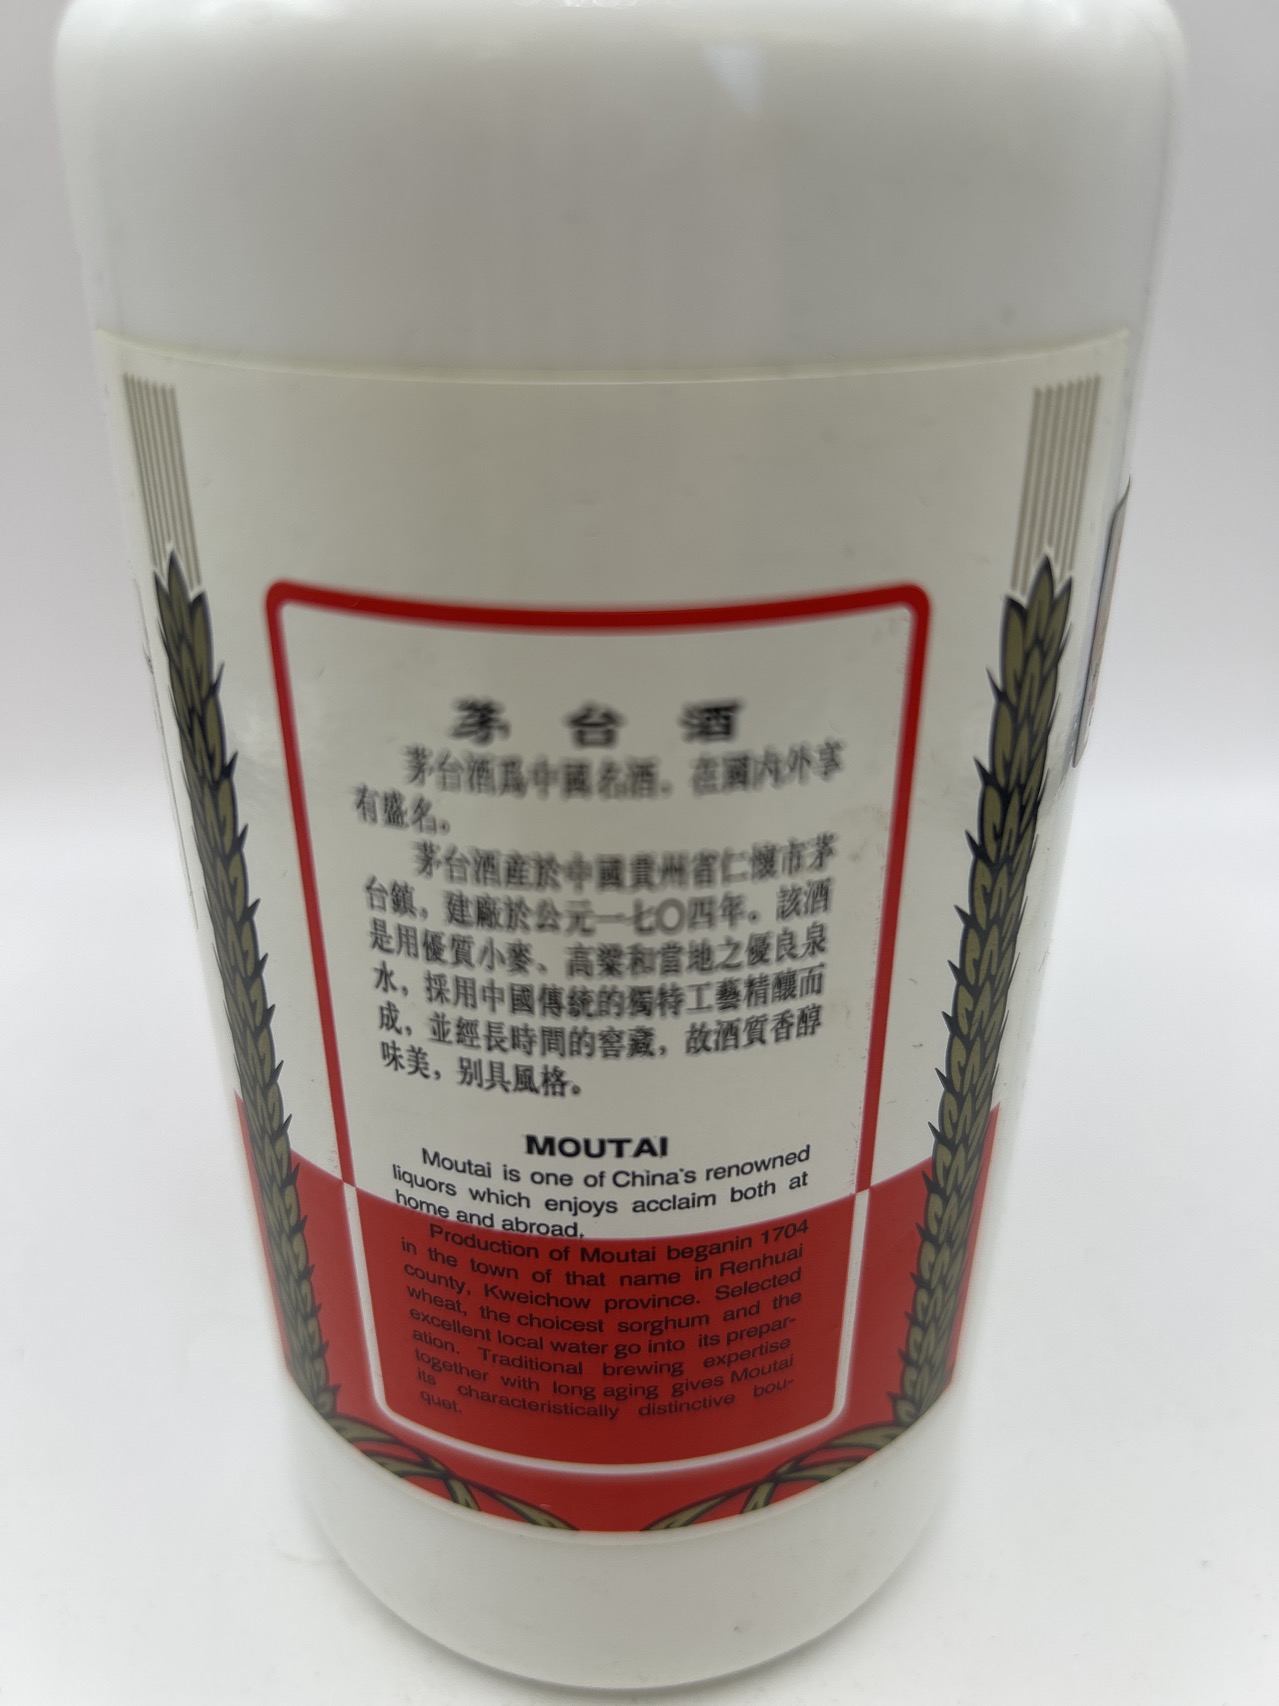 茅台酒
茅台酒爲中國名酒，在國内外享
有盛名。
茅台酒産於中國貴州省仁懷市茅
台鎮，建廠於公元一七〇四年。該酒
是用優質小麥、高粱和當地之優良泉
水，採用中國傳統的獨特工藝精釀而
成，並經長時間的窖藏，故酒質香醇
味美，别具風格。
MOUTAI
Moutai is one of China's renowned
liquors which enjoys acclaim both at
home and abroad,
Production of Moutai beganin 1704
in the town of that name in Renhuai
county, Kweichow province. Selected
wheat, the choicest sorghum and the
excellent local water go into its prepar-
ation. Traditional brewing expertise
together with long aging gives Moutai
its characteristically distinctive bou-
quet.